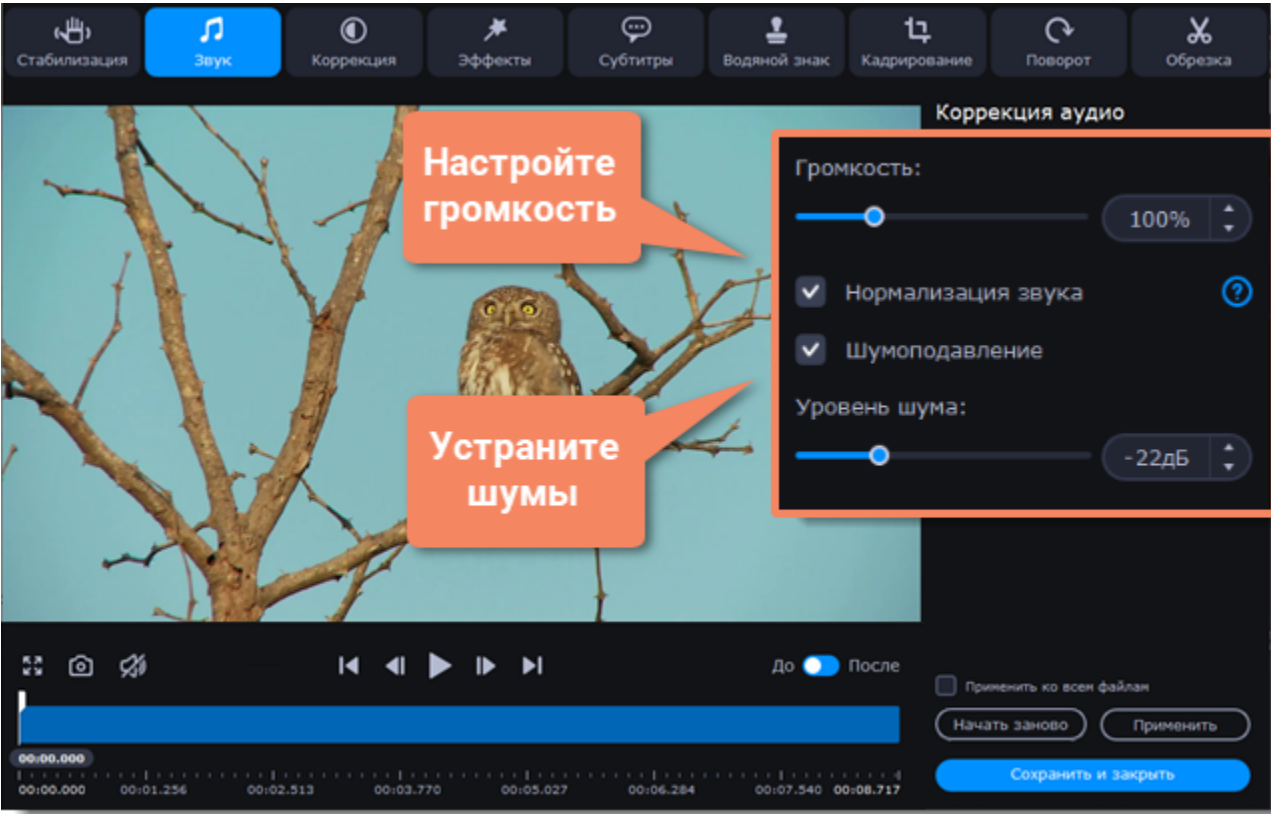 Стабилизация
Звук
Коррекция
Эффекты
Субтитры
Водяной знак
Кадрирование
Поворот
Обрезка
Коррекция аудио
Настройте
громкость
Громкость:
100%
Нормализация звука
?
Шумоподавление
Устраните
шумы
Уровень шума:
-22дБ
До После
Применить ко всем файлам
Начать заново
Применить
Сохранить и закрыть
00:00.000
00:00.000 00:01.256 00:02.513 00:03.770 00:05.027 00:06.284 00:07.540 00:08.717